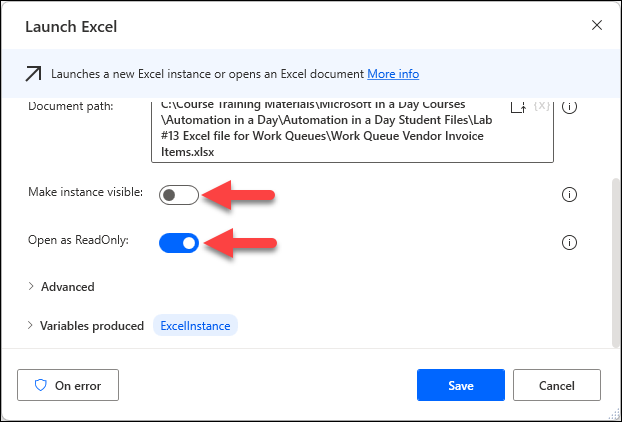 Launch Excel
Launches a new Excel instance or opens an Excel document More info
Document path:
C:\Course Training Materials\Microsoft in a Day Courses
\Automation in a Day\Automation in a Day Student Files\Lab
#13 Excel file for Work Queues\Work Queue Vendor Invoice
Items.xlsx
{x}
Make instance visible:
Open as ReadOnly:
Advanced
Variables produced ExcelInstance
On error Save Cancel